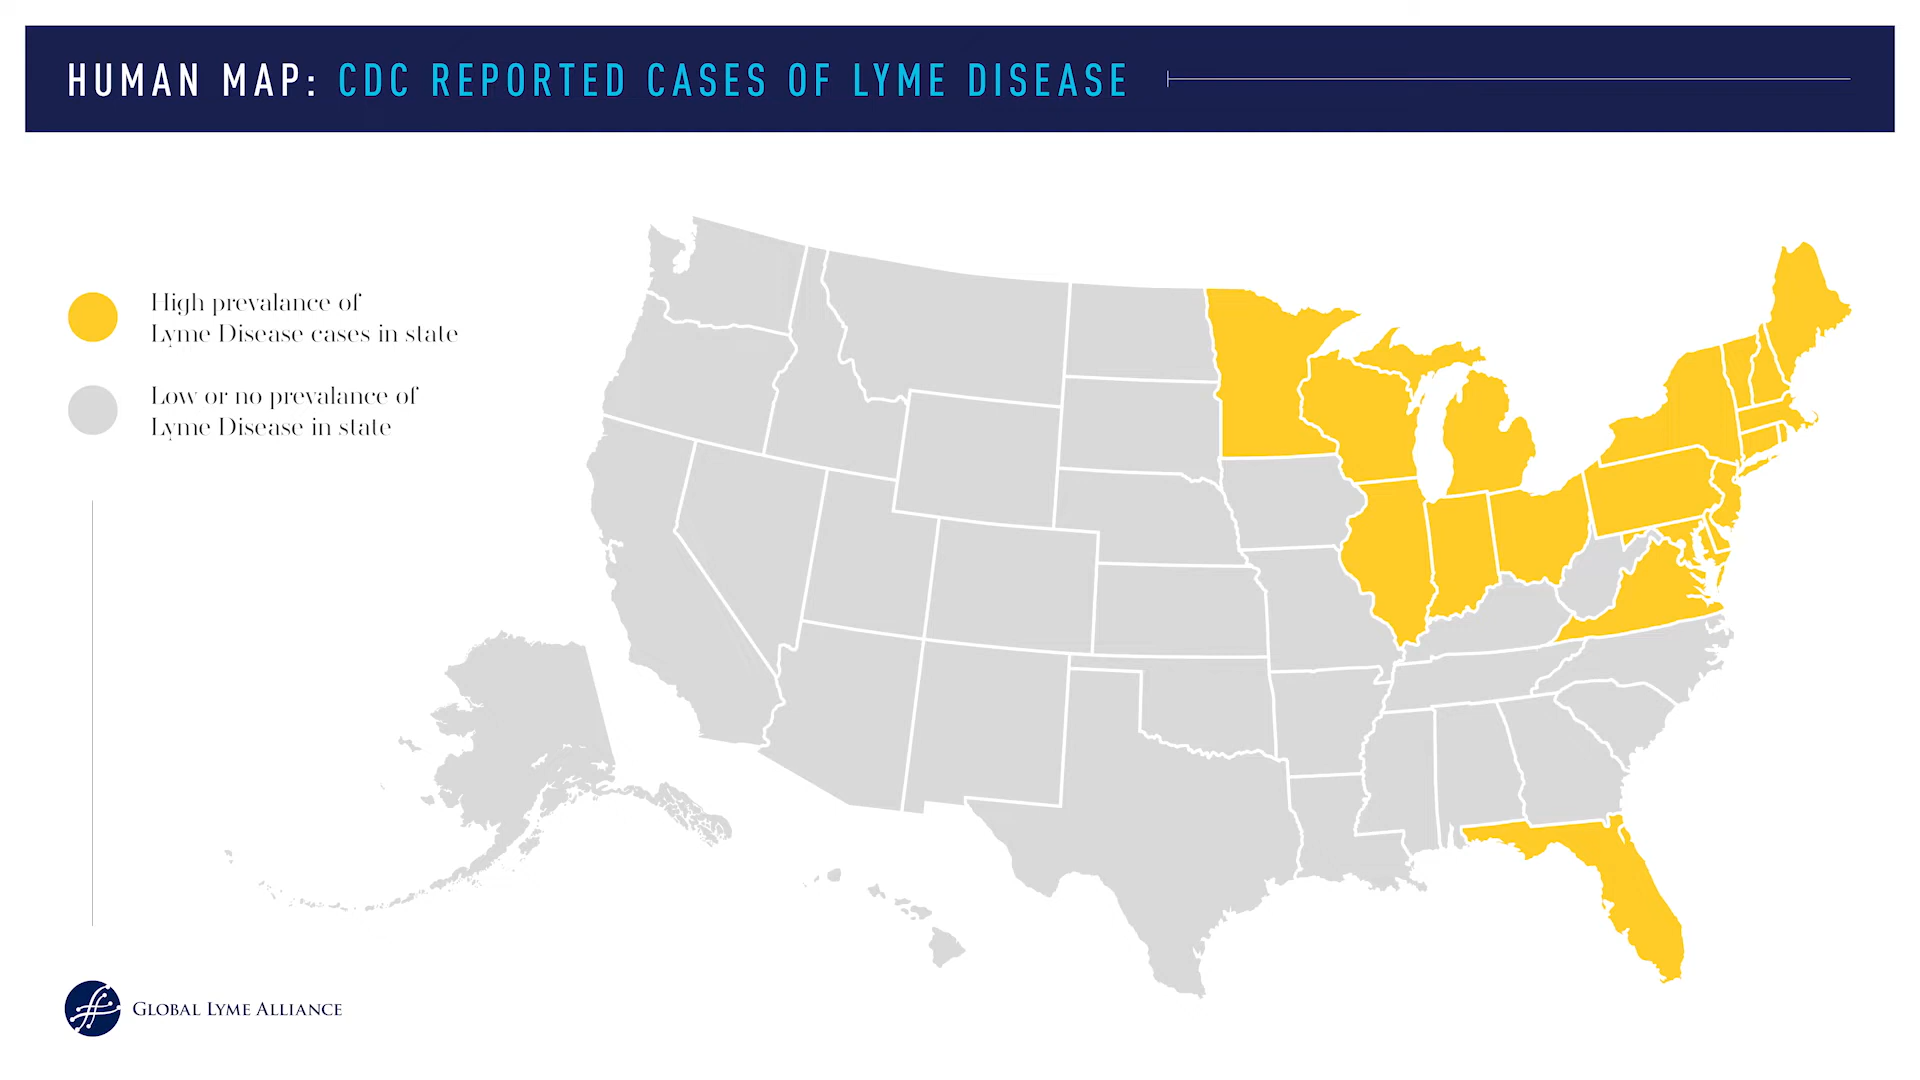 HUMAN MAP: CDC REPORTED CASES OF LYME DISEASE
High prevalance of
Lyme Disease cases in state
Low or no prevalance of
Lyme Disease in state
GLOBAL LYME ALLIANCE